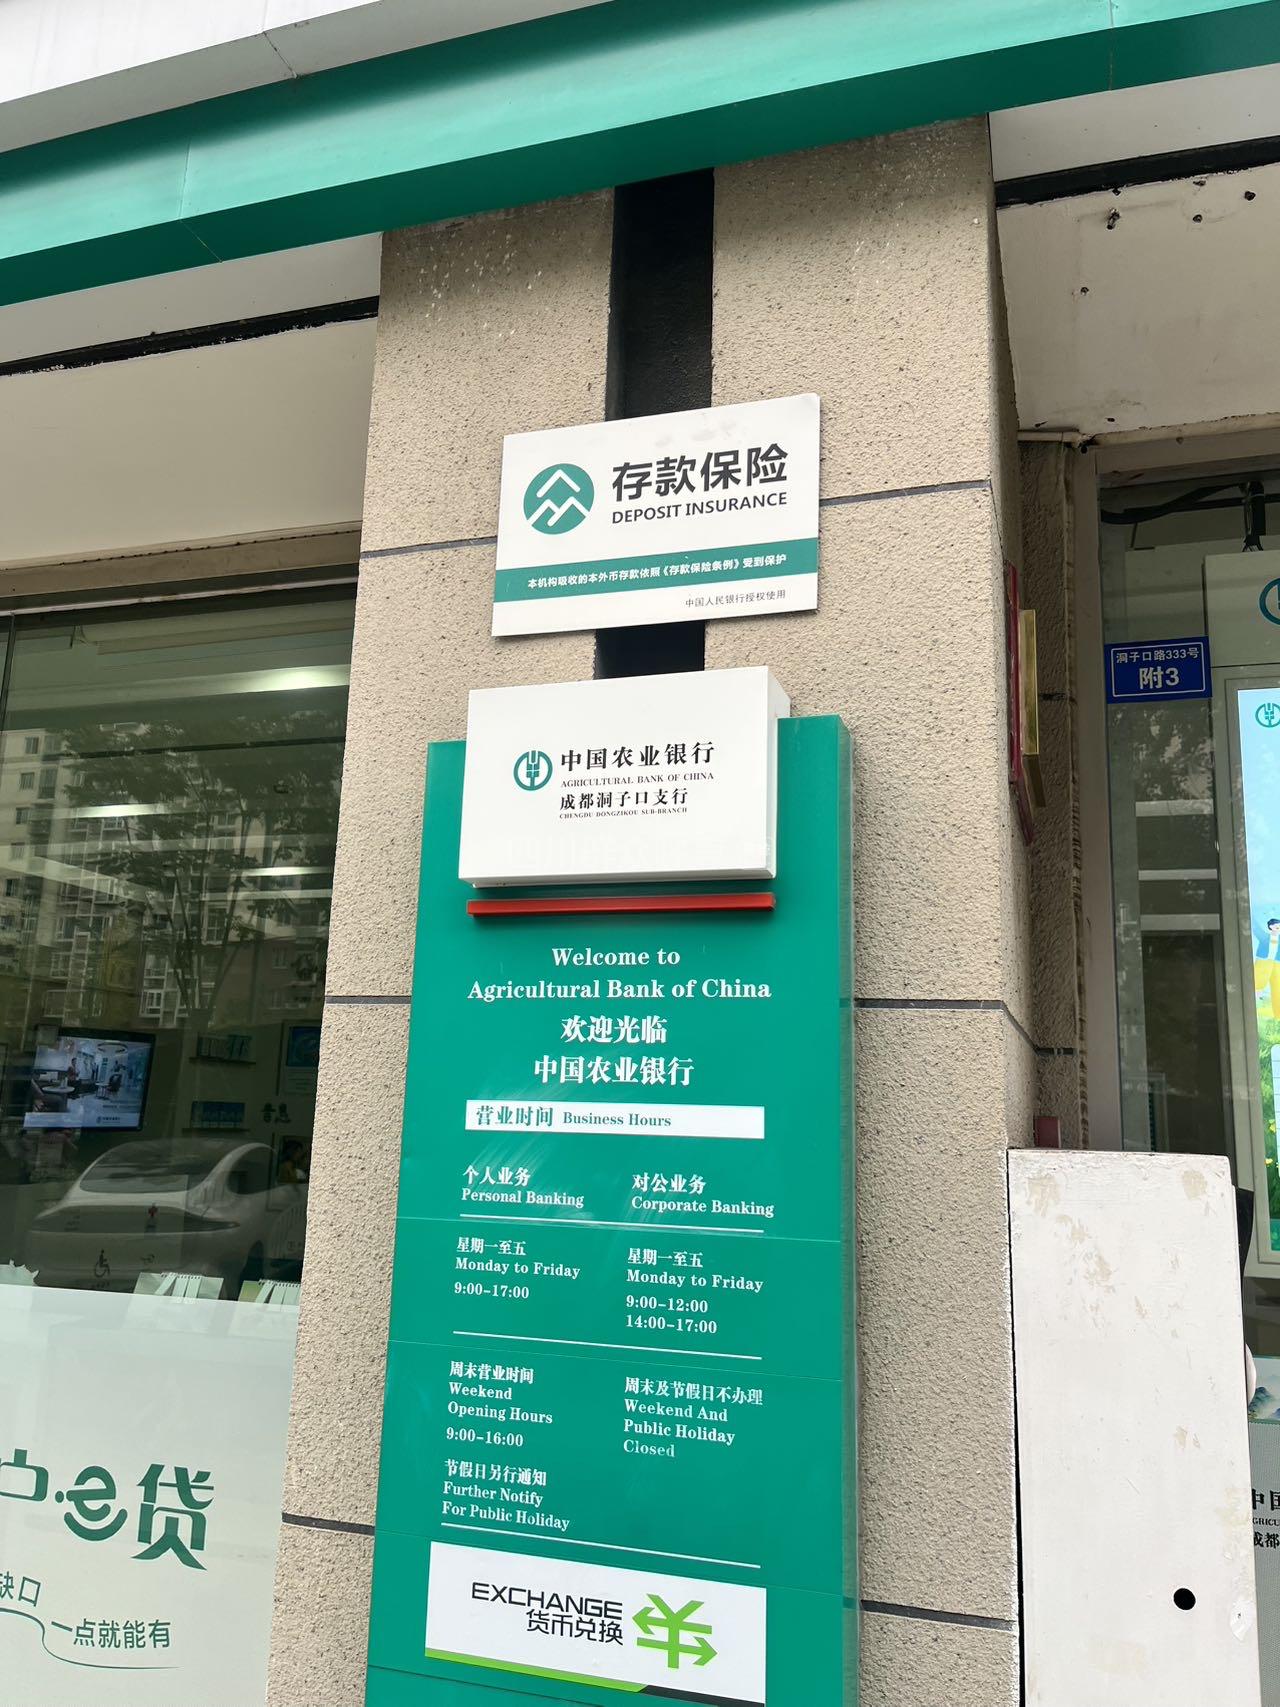 存款保险
DEPOSIT INSURANCE
本机构吸收的本外币存款依照《存款保险条例》受到保护
中国人民银行授权使用
洞子口路333号
附3
中国农业银行
AGRICULTURAL BANK OF CHINA
成都洞子口支行
CHENGDU DONGZIKOU SUB-BRANCH
Welcome to
Agricultural Bank of China
欢迎光临
中国农业银行
营业时间 Business Hours
个人业务
Personal Banking
对公业务
Corporate Banking
星期一至五
Monday to Friday
9:00-17:00
星期一至五
Monday to Friday
9:00-12:00
14:00-17:00
周末营业时间
Weekend
Opening Hours
9:00-16:00
周末及节假日不办理
Weekend And
Public Holiday
Closed
节假日另行通知
Further Notify
For Public Holiday
EXCHANGE
货币兑换
户·e贷
缺口
一点就能有
中国
成都